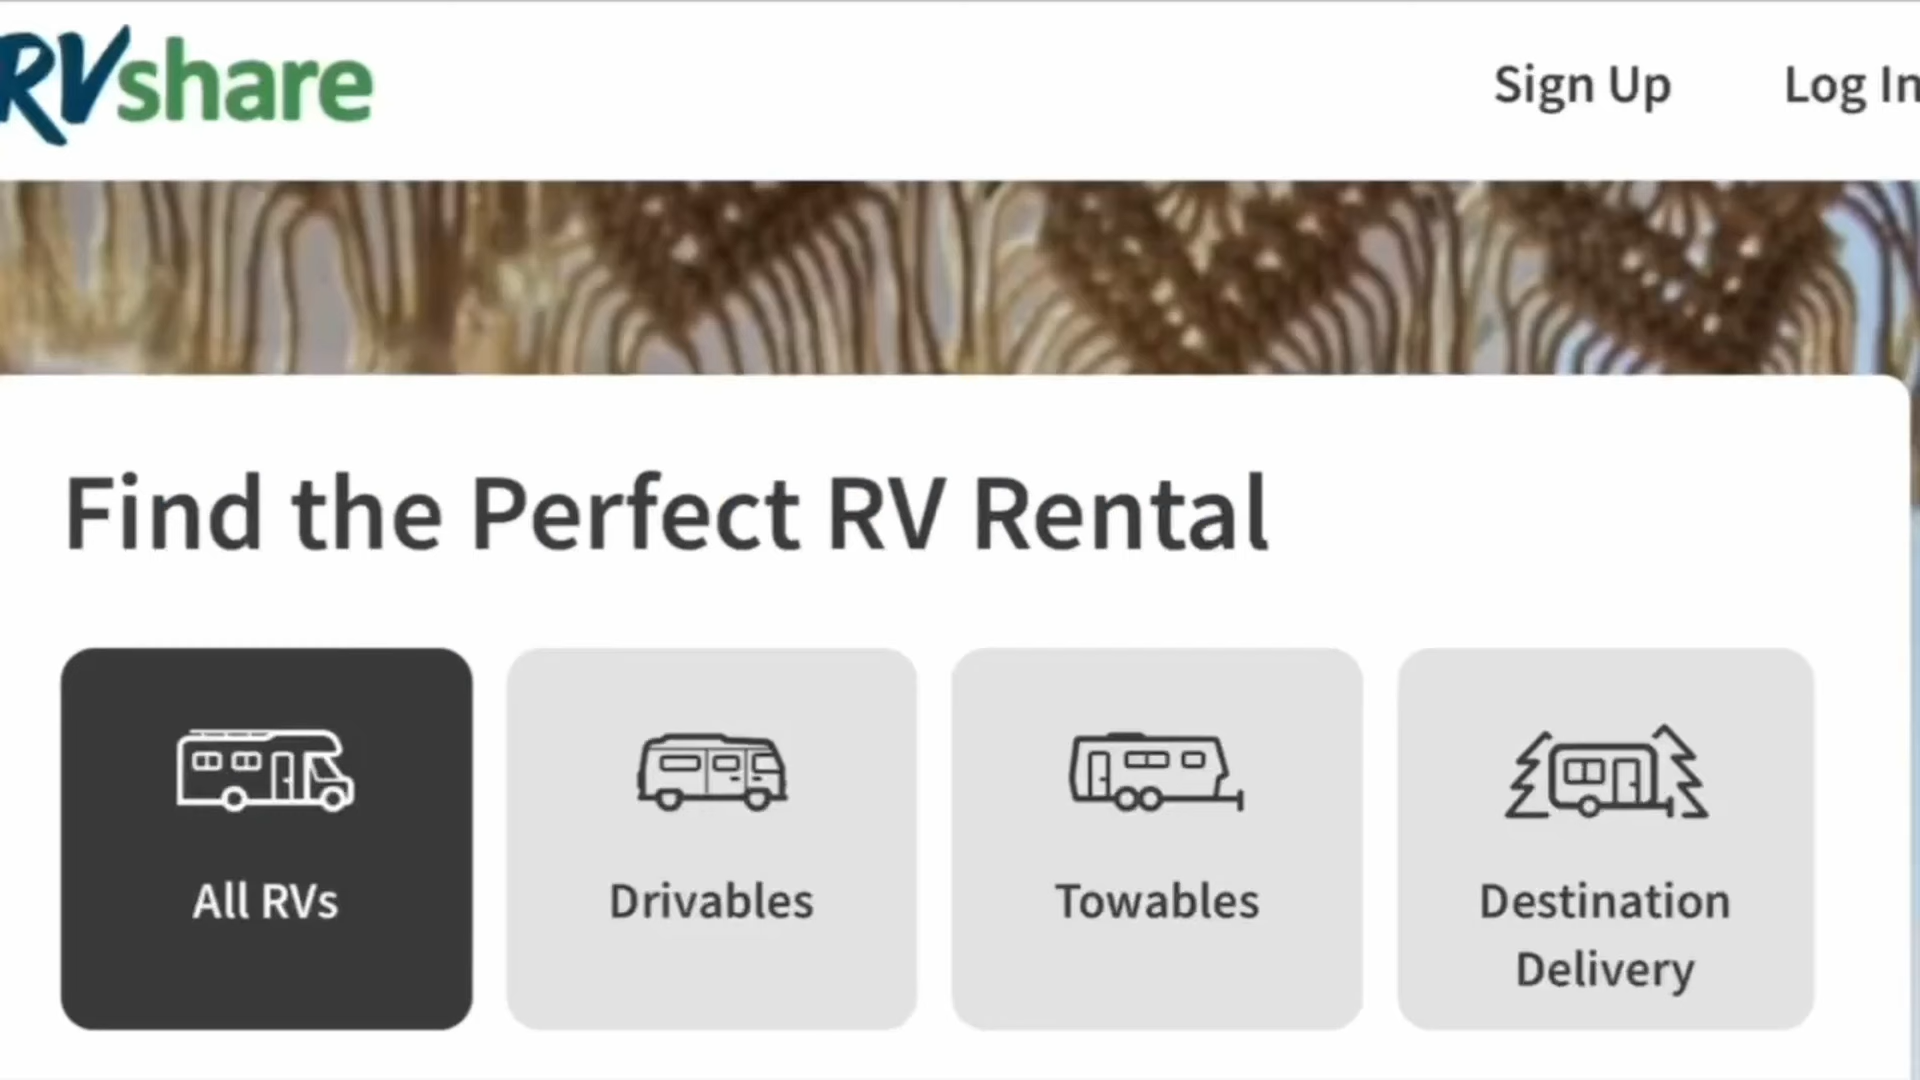 RVshare
Sign Up
Log In
Find the Perfect RV Rental
All RVs
Drivables
Towables
Destination
Delivery